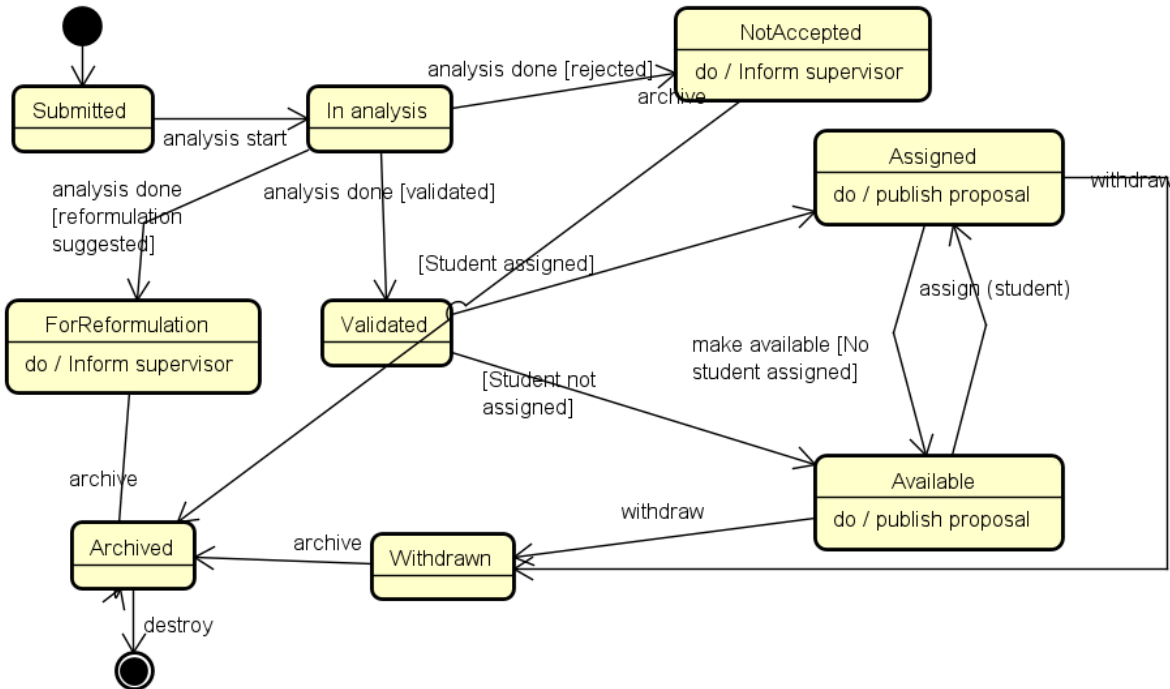 NotAccepted
do / Inform supervisor
analysis done [rejected]
archive
Submitted
In analysis
analysis start
Assigned
do / publish proposal
withdraw
analysis done
[reformulation
suggested]
analysis done [validated]
[Student assigned]
assign (student)
ForReformulation
do / Inform supervisor
Validated
make available [No
student assigned]
[Student not
assigned]
Available
do / publish proposal
archive
withdraw
Archived
archive
Withdrawn
destroy